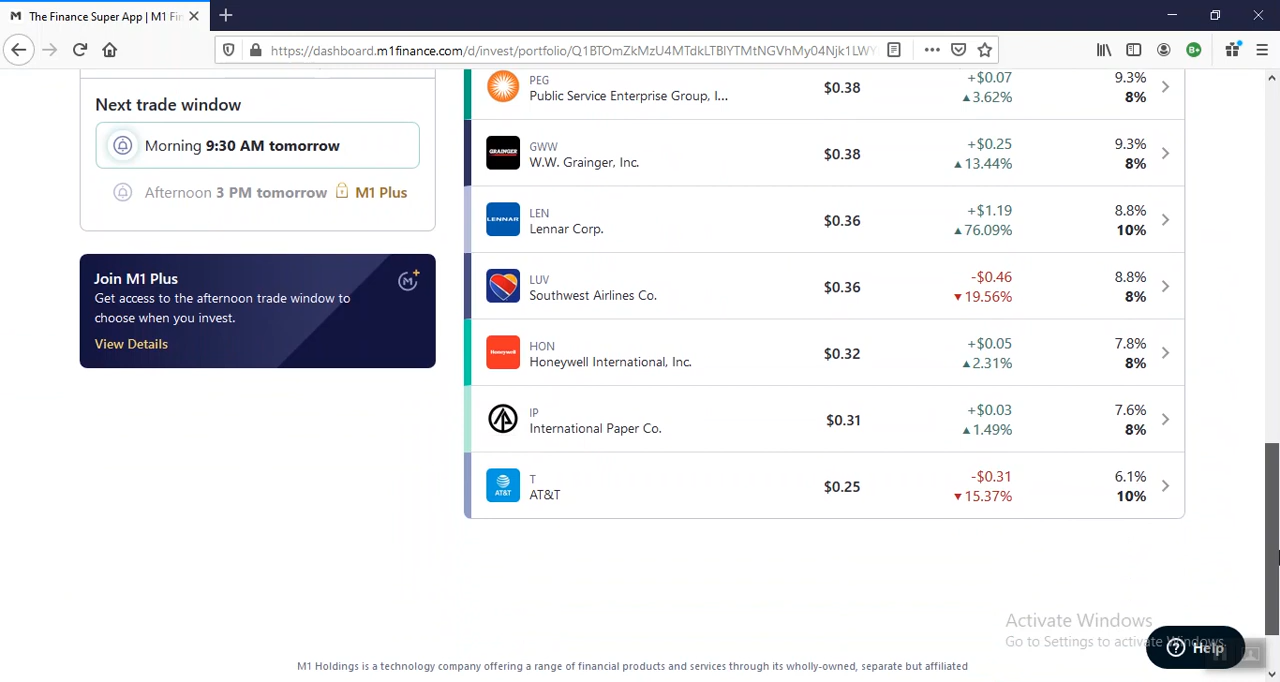 The Finance Super App | M1 Fin
https://dashboard.m1finance.com/d/invest/portfolio/Q1BTOmZkMzU4MTdkLTBlYTMtNGVhMy04Njk1LWY
Next trade window
Morning 9:30 AM tomorrow
Afternoon 3 PM tomorrow M1 Plus
Join M1 Plus
Get access to the afternoon trade window to
choose when you invest.
View Details
PEG
Public Service Enterprise Group, I...
$0.38
+$0.07
▲3.62%
9.3%
8%
GRAINGER
GWW
W.W. Grainger, Inc.
$0.38
+$0.25
▲13.44%
9.3%
8%
LENNAR
LEN
Lennar Corp.
$0.36
+$1.19
▲76.09%
8.8%
10%
LUV
Southwest Airlines Co.
$0.36
-$0.46
▼19.56%
8.8%
8%
Honeywell
HON
Honeywell International, Inc.
$0.32
+$0.05
▲2.31%
7.8%
8%
IP
International Paper Co.
$0.31
+$0.03
▲1.49%
7.6%
8%
AT&T
T
AT&T
$0.25
-$0.31
▼15.37%
6.1%
10%
Activate Windows
Go to Settings to activate Windows.
Help
M1 Holdings is a technology company offering a range of financial products and services through its wholly-owned, separate but affiliated